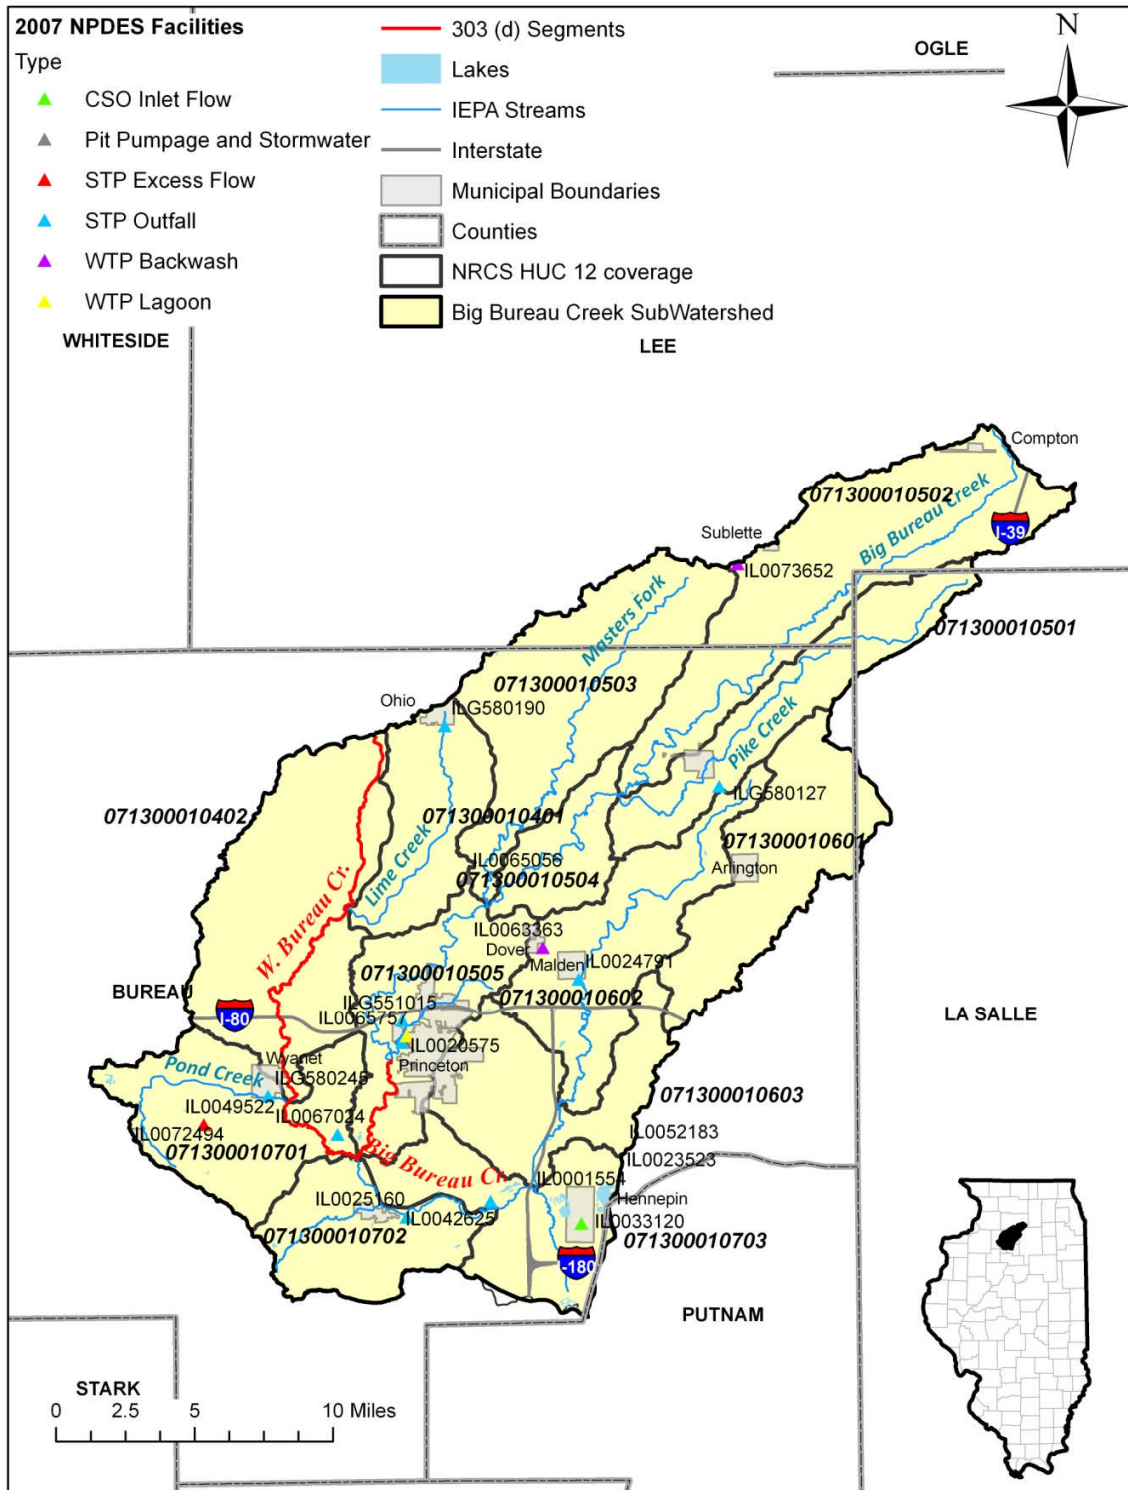 2007 NPDES Facilities
Type
CSO Inlet Flow
Pit Pumpage and Stormwater
STP Excess Flow
STP Outfall
WTP Backwash
WTP Lagoon
303 (d) Segments
Lakes
IEPA Streams
Interstate
Municipal Boundaries
Counties
NRCS HUC 12 coverage
Big Bureau Creek SubWatershed
N
OGLE
WHITESIDE
LEE
Compton
071300010502
Big Bureau Creek
Sublette
I-39
IL0073652
Masters Fork
071300010501
071300010503
Ohio
ILG580190
Pike Creek
ILG580127
071300010402
071300010401
071300010601
Lime Creek
IL0065056
071300010504
Arlington
W. Bureau Cr.
IL0063363
Dover
Malden
IL0024791
071300010505
BUREAU
ILG551015
071300010602
I-80
IL0065757
LA SALLE
IL0020575
Wyanet
Princeton
Pond Creek
ILG580245
071300010603
IL0049522
IL0067024
IL0072494
IL0052183
071300010701
Big Bureau Cr.
IL0023523
IL0001554
IL0025160
Hennepin
IL0042625
IL0033120
071300010702
071300010703
-180
PUTNAM
STARK
0 2.5 5 10 Miles